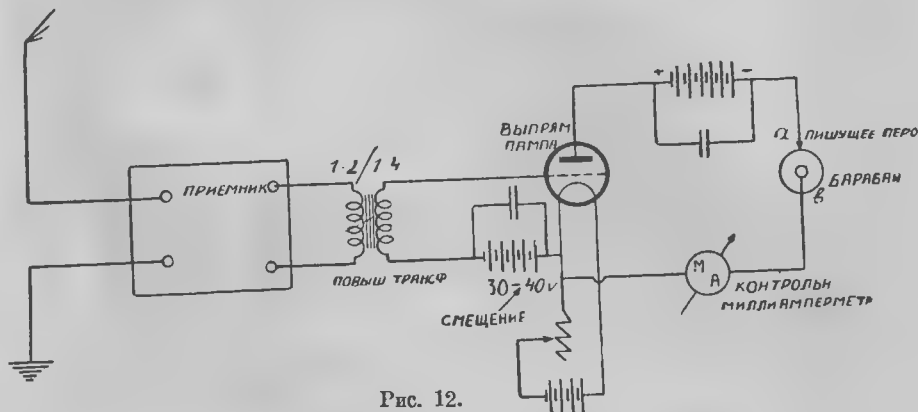 ПРИЕМНИК
1·2/1 4
ПОВЫШ ТРАНСФ
30-40v
СМЕЩЕНИЕ
ВЫПРЯМ
ЛАМПА
+ -
a ПИШУЩЕЕ ПЕРО
БАРАБАН
в
М
А
КОНТРОЛЬН
МИЛЛИАМПЕРМЕТР
Рис. 12.